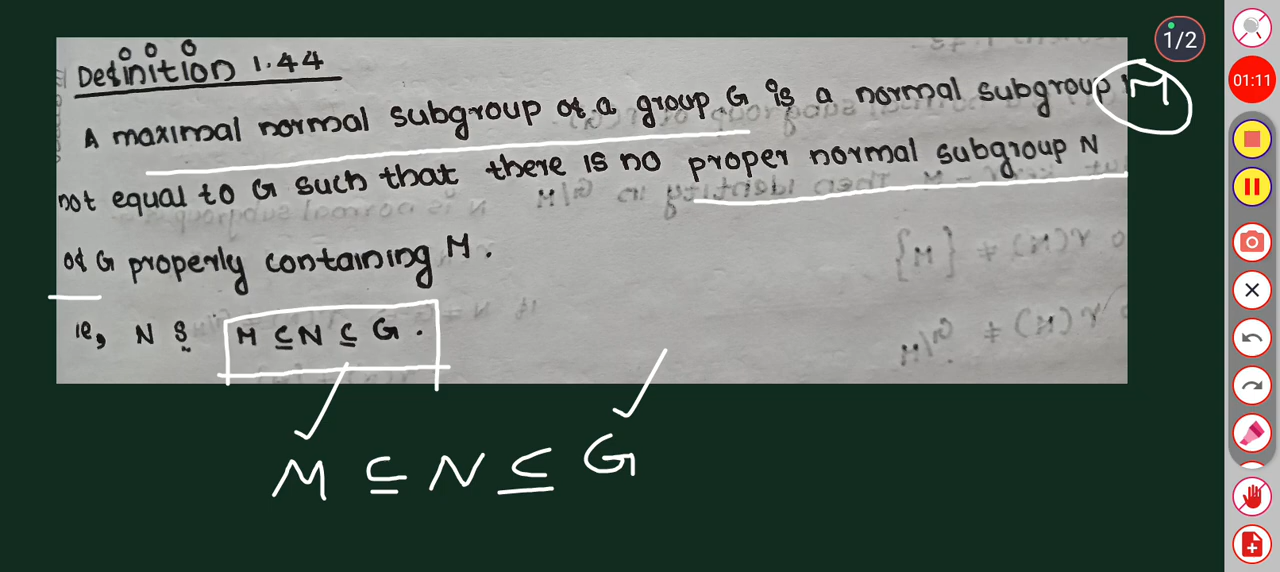 1/2
Definition 1.44
01:11
A maximal normal subgroup of a group G is a normal subgroup M
not equal to G such that there is no proper normal subgroup N
of G properly containing M.
ie, N ⊴ M ⊆ N ⊆ G.
M ⊆ N ⊆ G